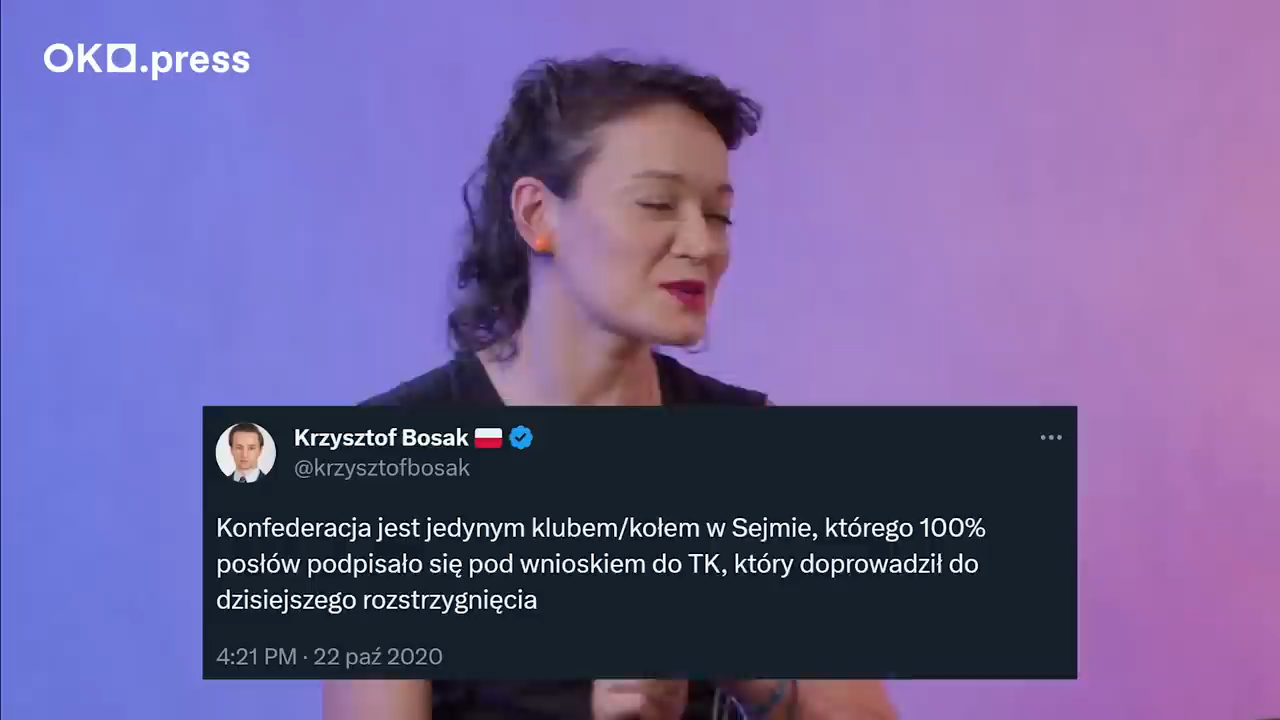 OKO.press
Krzysztof Bosak
@krzysztofbosak
Konfederacja jest jedynym klubem/kołem w Sejmie, którego 100%
posłów podpisało się pod wnioskiem do TK, który doprowadził do
dzisiejszego rozstrzygnięcia
4:21 PM · 22 paź 2020